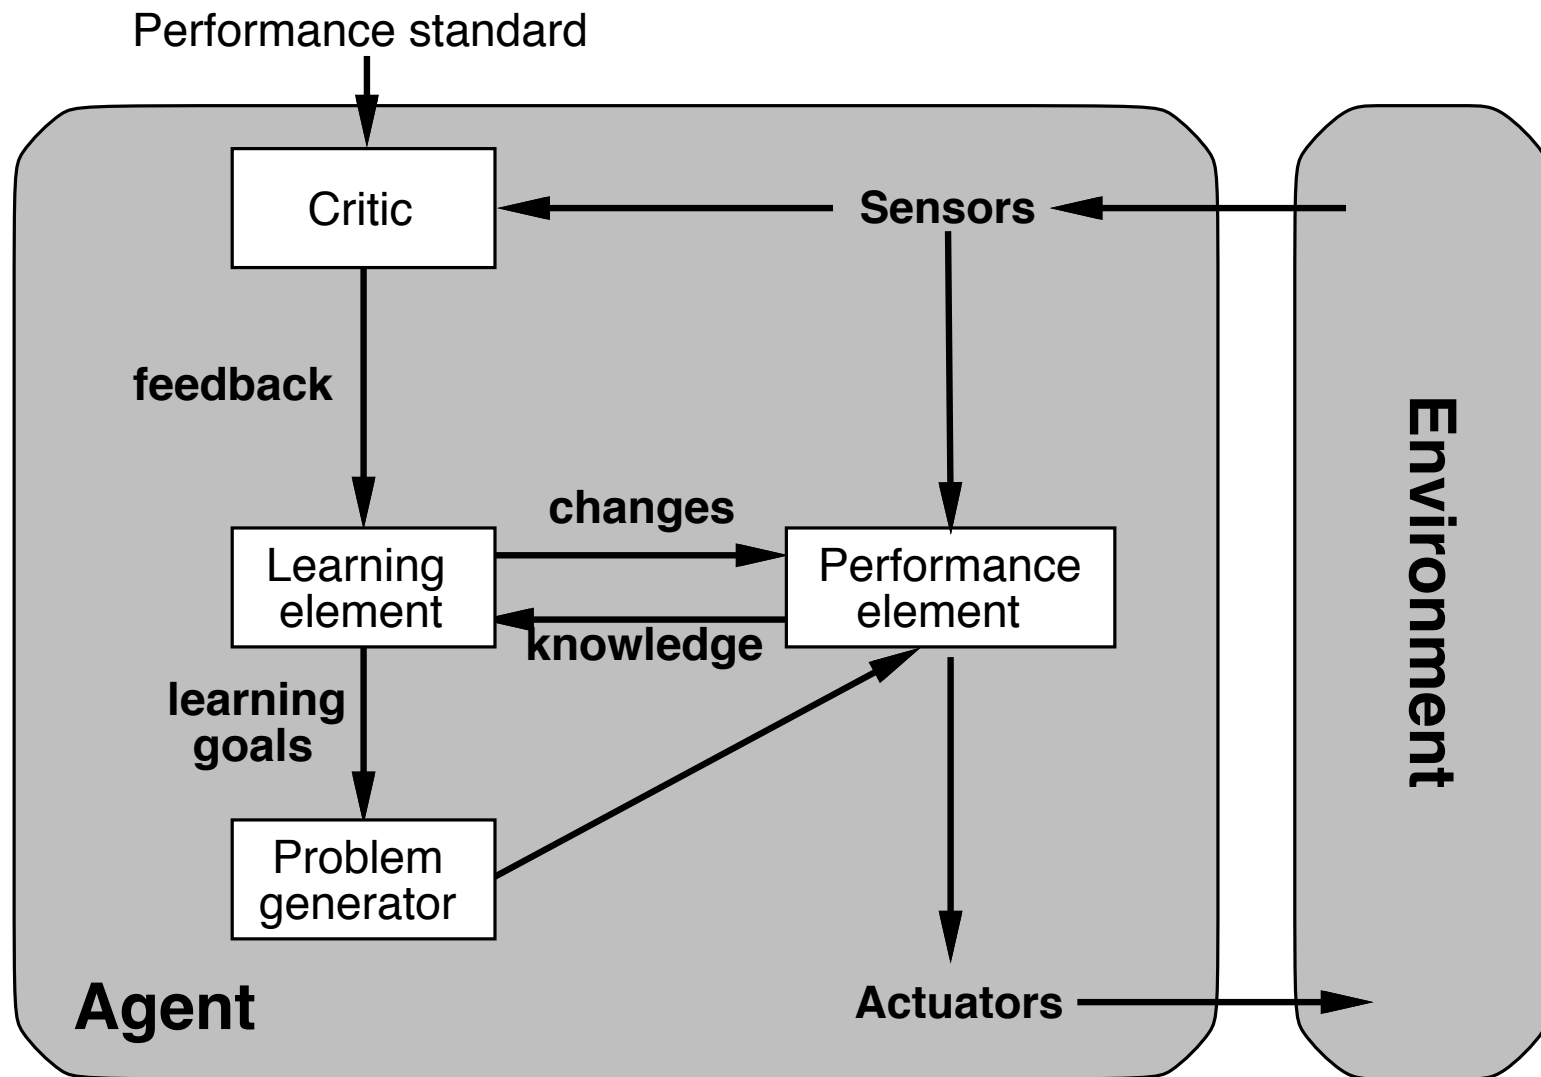 Performance standard
Critic
Sensors
feedback
changes
Learning
element
Performance
element
knowledge
learning
goals
Problem
generator
Agent
Actuators
Environment